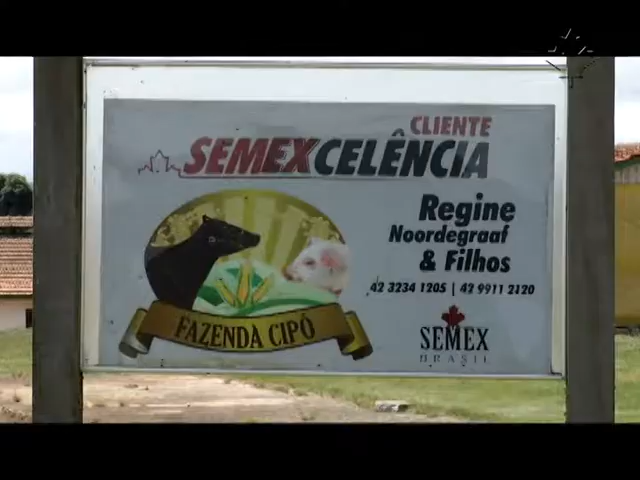 CLIENTE
SEMEXCELÊNCIA
Regine
Noordegraaf
& Filhos
42 3234 1205 | 42 9911 2120
FAZENDA CIPÓ
SEMEX
BRASIL